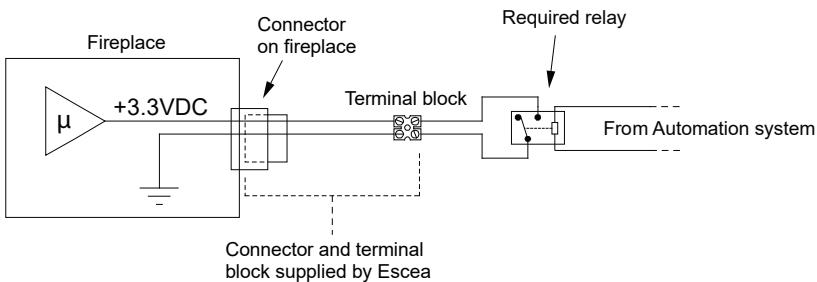 Required relay
Connector
on fireplace
Fireplace
+3.3VDC
µ
Terminal block
From Automation system
Connector and terminal
block supplied by Escea